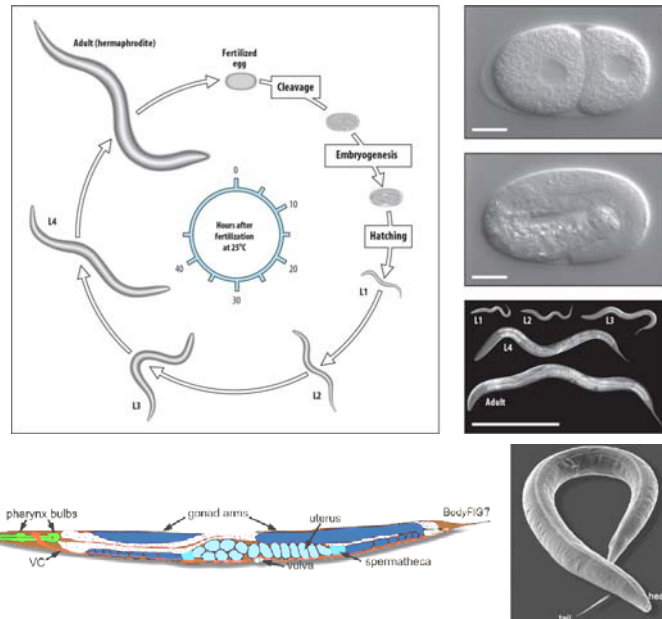 Adult (hermaphrodite)
Fertilized
egg
Cleavage
Embryogenesis
Hatching
L1
L2
L3
L4
0
10
20
30
40
Hours after
fertilization
at 25°C
L1
L2
L3
L4
Adult
pharynx bulbs
gonad arms
uterus
BodyFIG7
VC
vulva
spermatheca
tail